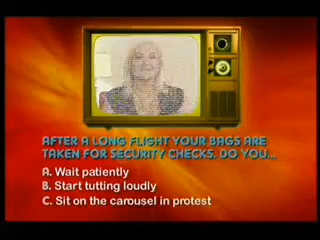 AFTER A LONG FLIGHT YOUR BAGS ARE
TAKEN FOR SECURITY CHECKS. DO YOU...
A. Wait patiently
B. Start tutting loudly
C. Sit on the carousel in protest